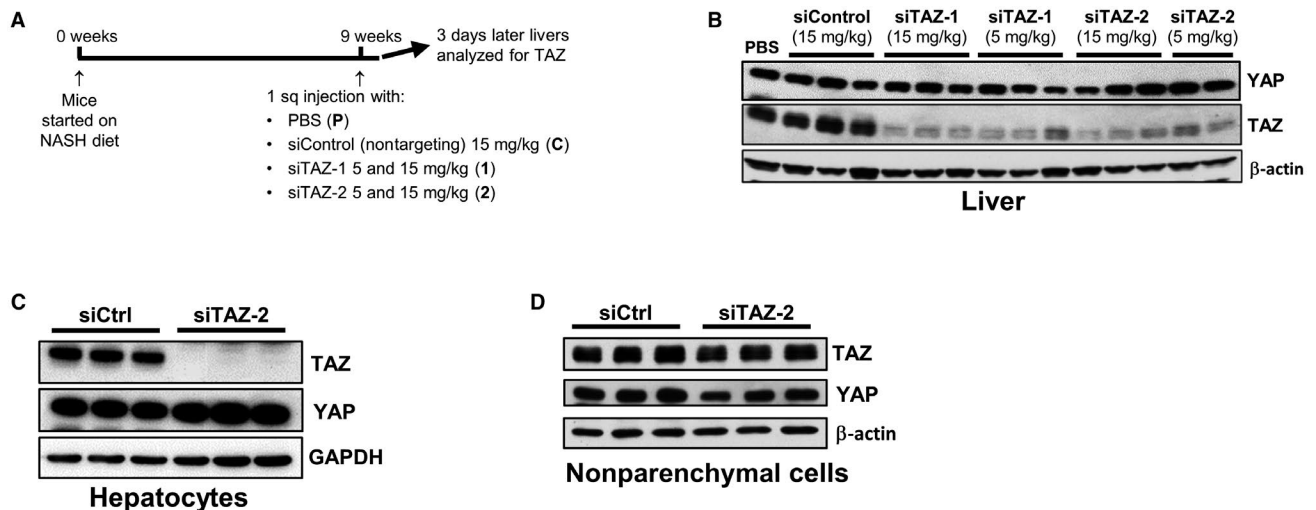 A
0 weeks
9 weeks
3 days later livers
analyzed for TAZ
↑
↑
Mice
started on
NASH diet
1 sq injection with:
• PBS (P)
• siControl (nontargeting) 15 mg/kg (C)
• siTAZ-1 5 and 15 mg/kg (1)
• siTAZ-2 5 and 15 mg/kg (2)
B
PBS
siControl
(15 mg/kg)
siTAZ-1
(15 mg/kg)
siTAZ-1
(5 mg/kg)
siTAZ-2
(15 mg/kg)
siTAZ-2
(5 mg/kg)
YAP
TAZ
β-actin
Liver
C
siCtrl
siTAZ-2
TAZ
YAP
GAPDH
Hepatocytes
D
siCtrl
siTAZ-2
TAZ
YAP
β-actin
Nonparenchymal cells